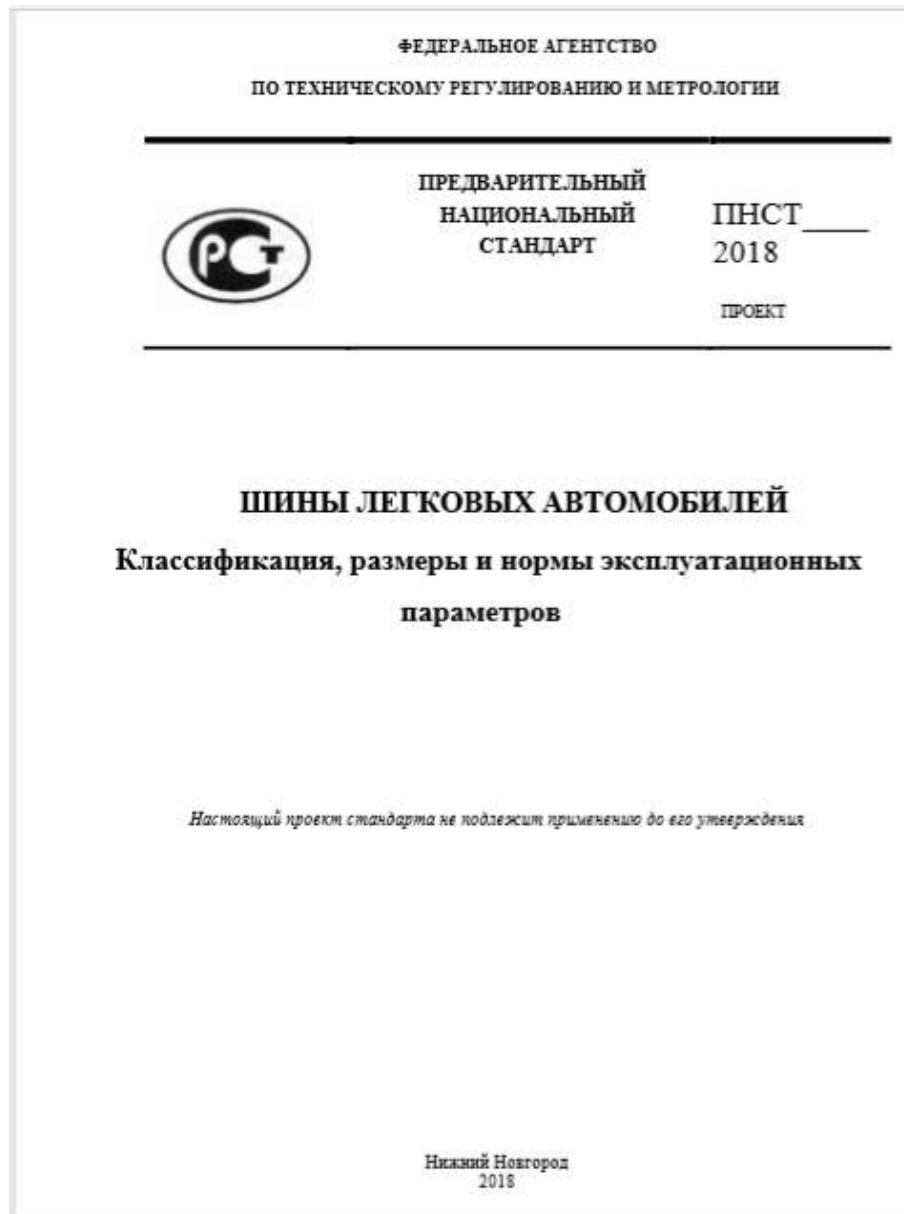 ФЕДЕРАЛЬНОЕ АГЕНТСТВО
ПО ТЕХНИЧЕСКОМУ РЕГУЛИРОВАНИЮ И МЕТРОЛОГИИ
ПРЕДВАРИТЕЛЬНЫЙ
НАЦИОНАЛЬНЫЙ
СТАНДАРТ
РСТ
ПНСТ____
2018
ПРОЕКТ
ШИНЫ ЛЕГКОВЫХ АВТОМОБИЛЕЙ
Классификация, размеры и нормы эксплуатационных
параметров
Настоящий проект стандарта не подлежит применению до его утверждения
Нижний Новгород
2018